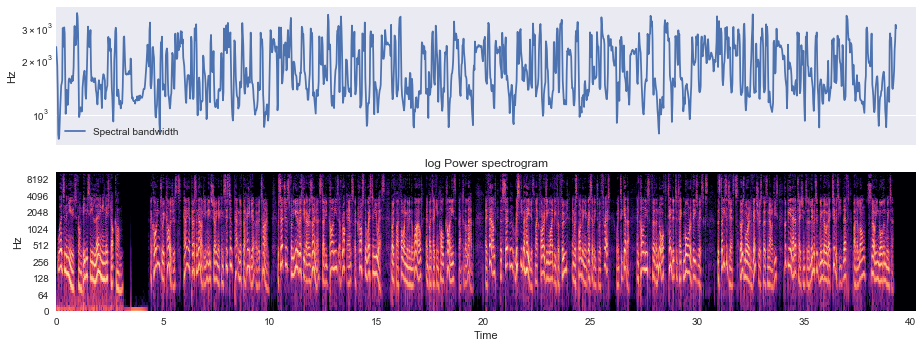 3 × 10³
2 × 10³
10³
Hz
Spectral bandwidth
log Power spectrogram
8192
4096
2048
1024
512
256
128
64
0
Hz
0 5 10 15 20 25 30 35 40
Time